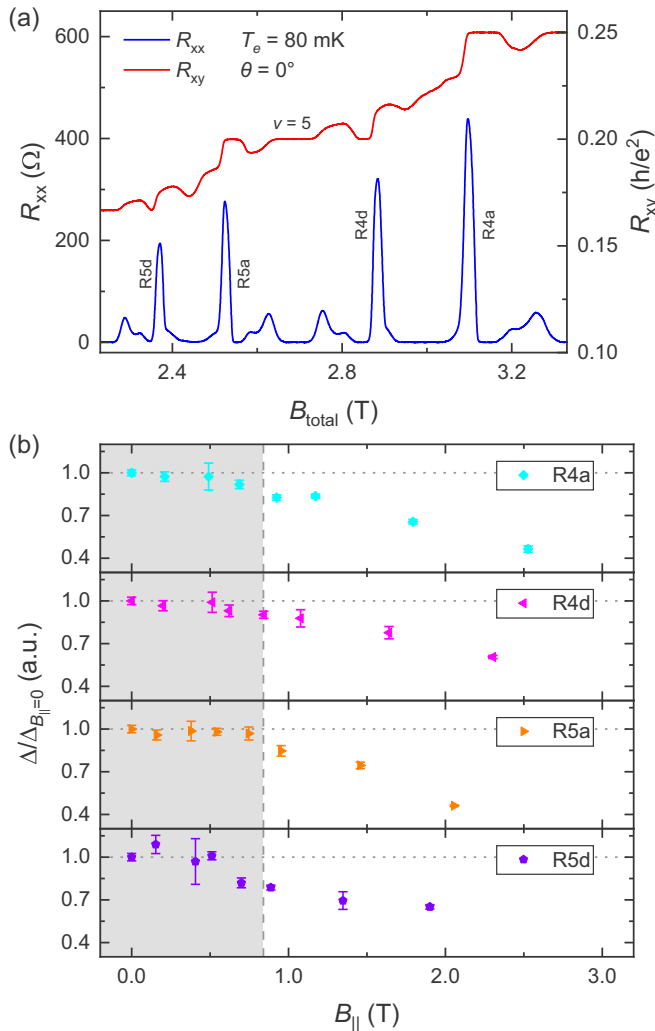 (a)
600
400
200
0
R_xx (Ω)
R_xx
T_e = 80 mK
R_xy
θ = 0°
ν = 5
R5d
R5a
R4d
R4a
0.25
0.20
0.15
0.10
R_xy (h/e²)
2.4
2.8
3.2
B_total (T)
(b)
1.0
0.7
0.4
R4a
1.0
0.7
0.4
R4d
1.0
0.7
0.4
R5a
1.0
0.7
0.4
R5d
Δ/Δ_B||=0 (a.u.)
0.0
1.0
2.0
3.0
B_|| (T)